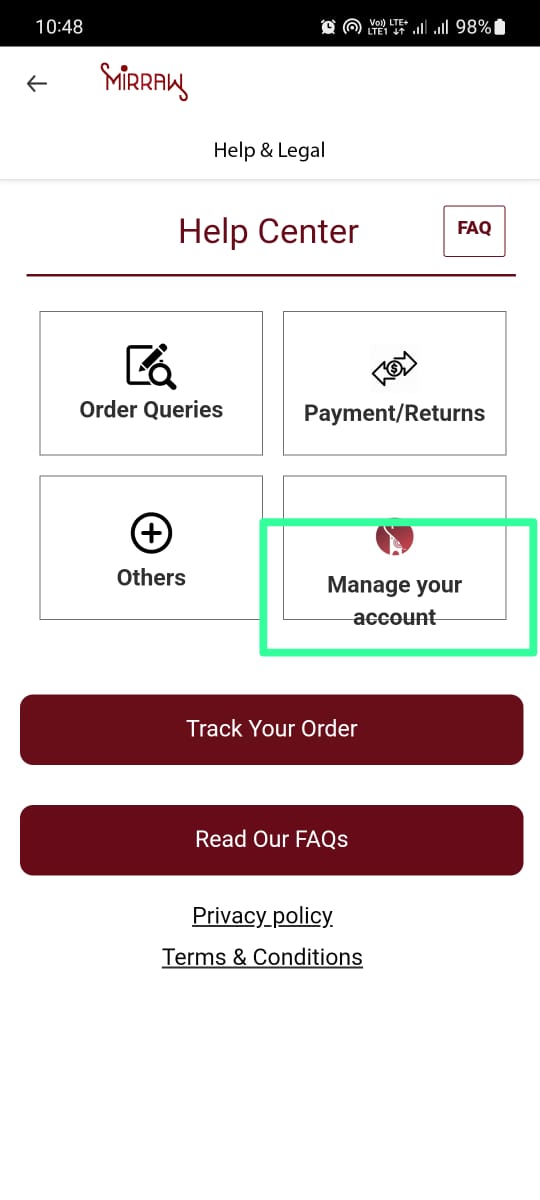 10:48
Vo)) LTE+
LTE1
98%
MIRRAW
Help & Legal
Help Center
FAQ
Order Queries
Payment/Returns
Others
Manage your
account
Track Your Order
Read Our FAQs
Privacy policy
Terms & Conditions